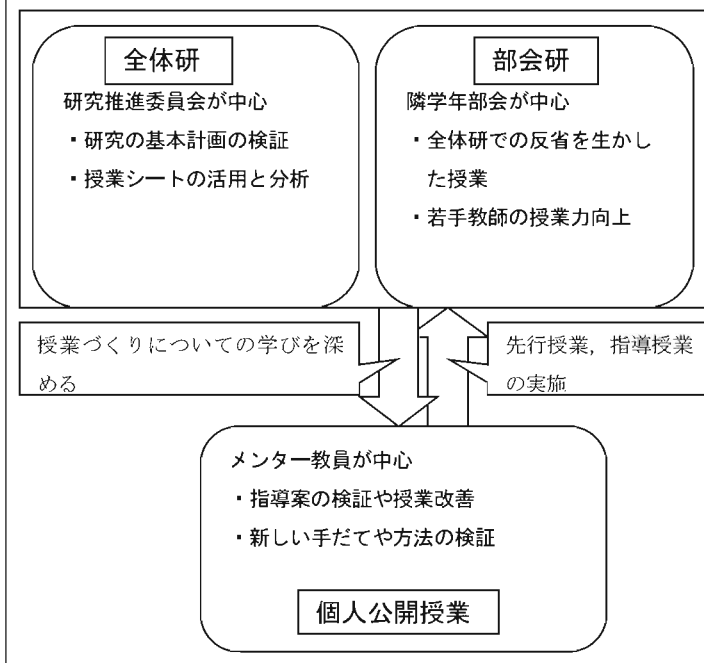 全体研
研究推進委員会が中心
・研究の基本計画の検証
・授業シートの活用と分析
部会研
隣学年部会が中心
・全体研での反省を生かし
た授業
・若手教師の授業力向上
授業づくりについての学びを深
める
先行授業，指導授業
の実施
メンター教員が中心
・指導案の検証や授業改善
・新しい手だてや方法の検証
個人公開授業